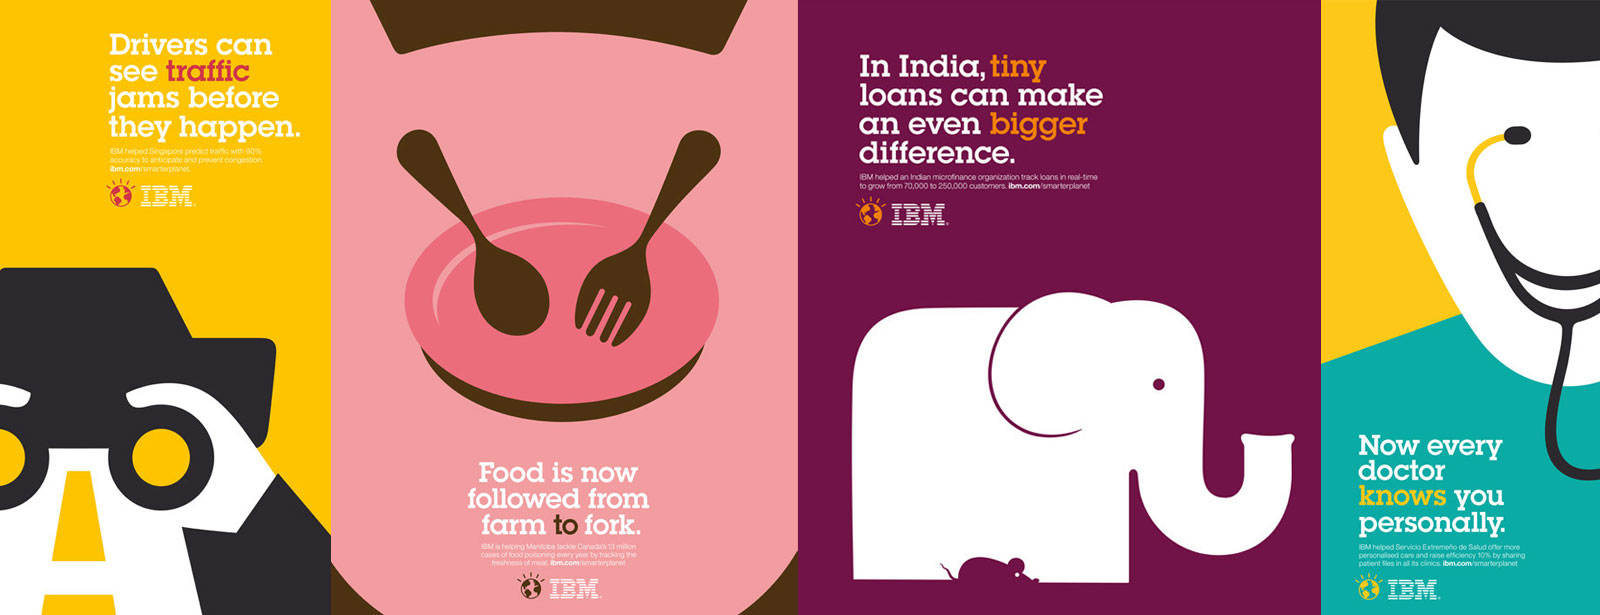 Drivers can
see traffic
jams before
they happen.
IBM helped Singapore predict traffic with 90%
accuracy to anticipate and prevent congestion.
ibm.com/smarterplanet.
IBM
Food is now
followed from
farm to fork.
IBM is helping Manitoba tackle Canada's 13 million
cases of food poisoning every year by tracking the
freshness of meat. ibm.com/smarterplanet
IBM
In India, tiny
loans can make
an even bigger
difference.
IBM helped an Indian microfinance organization track loans in real-time
to grow from 70,000 to 250,000 customers. ibm.com/smarterplanet
IBM
Now every
doctor
knows you
personally.
IBM helped Servicio Extremeño de Salud offer more
personalised care and raise efficiency 10% by sharing
patient files in all its clinics. ibm.com/smarterplanet
IBM